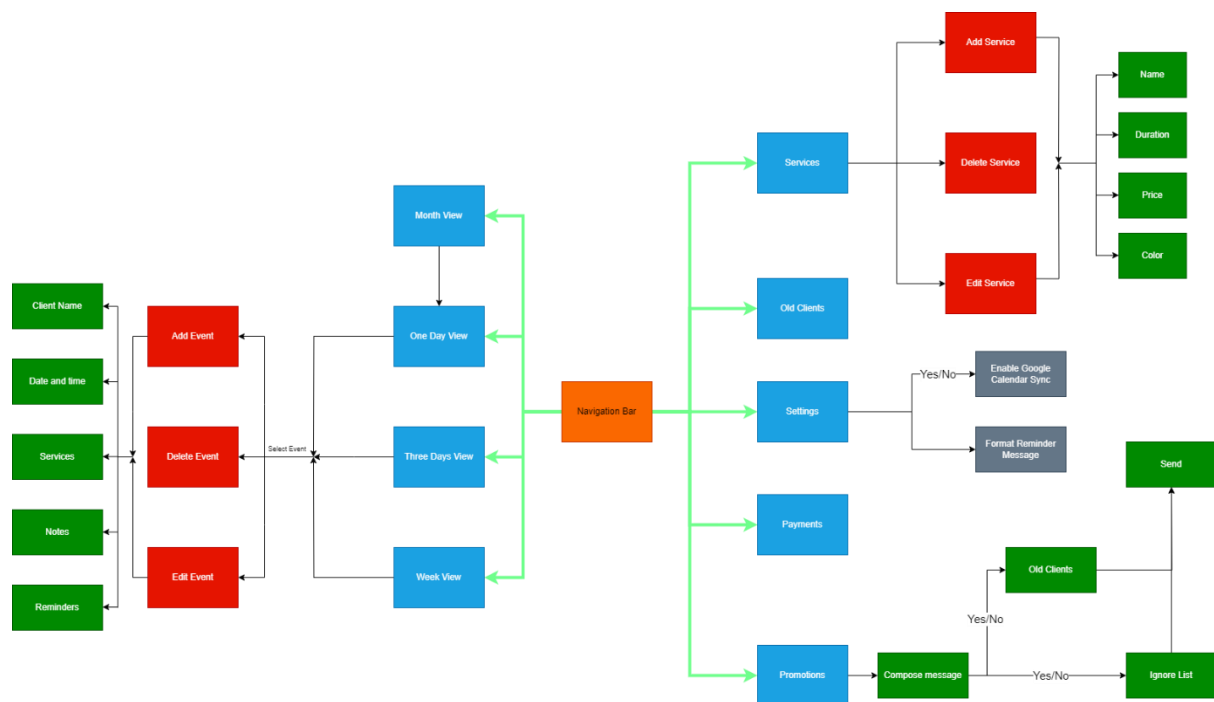 Add Service
Name
Duration
Services
Delete Service
Price
Month View
Color
Edit Service
Client Name
Old Clients
Add Event
One Day View
Yes/No
Enable Google
Calendar Sync
Date and time
Navigation Bar
Settings
Services
Delete Event
Select Event
Three Days View
Format Reminder
Message
Send
Notes
Payments
Edit Event
Week View
Old Clients
Reminders
Yes/No
Promotions
Compose message
Yes/No
Ignore List